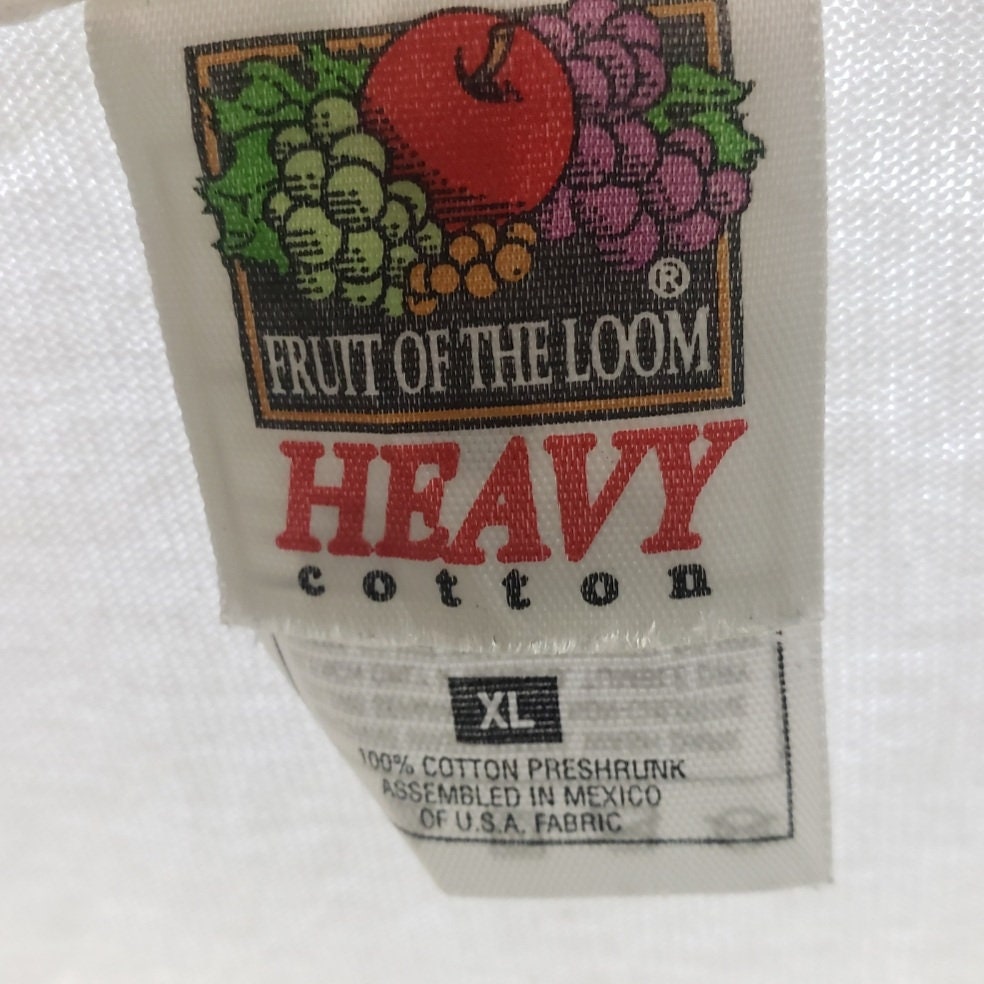 ®
FRUIT OF THE LOOM
HEAVY
cotton
XL
100% COTTON PRESHRUNK
ASSEMBLED IN MEXICO
OF U.S.A. FABRIC